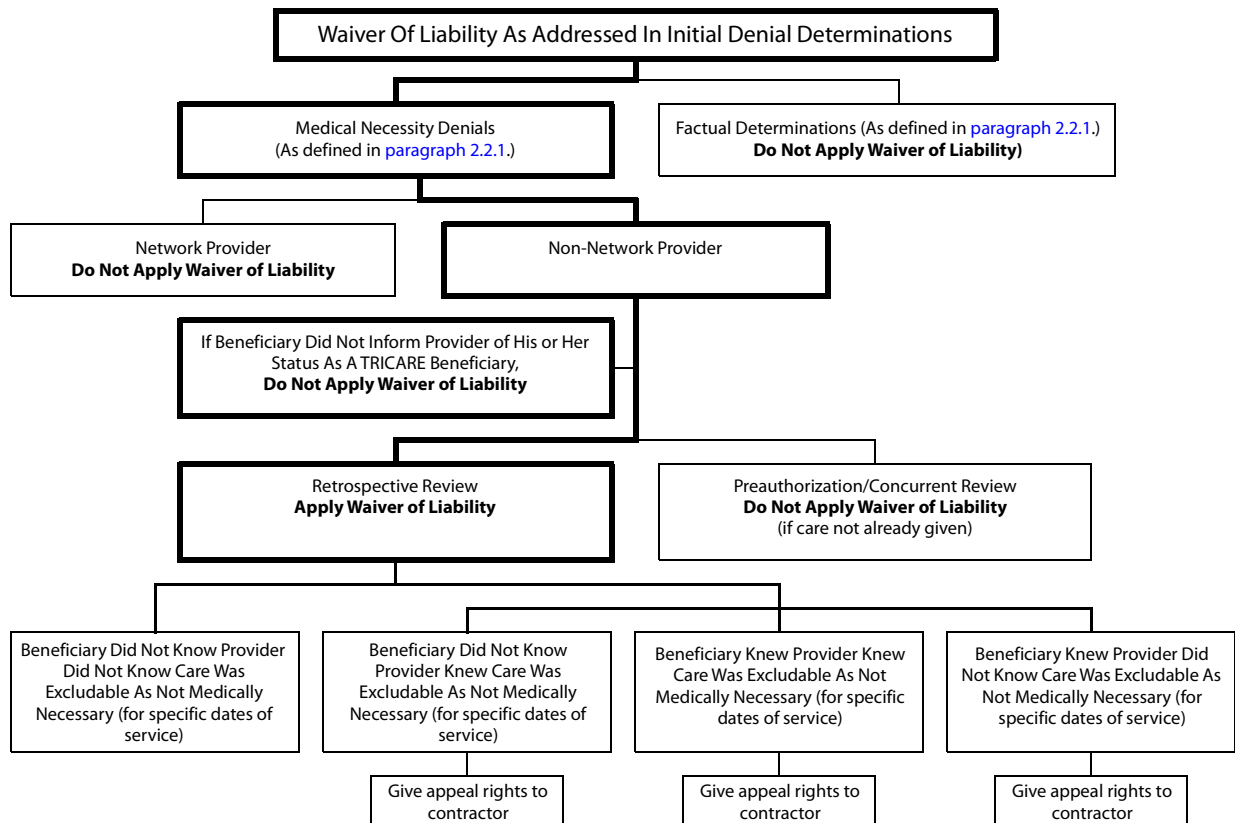 Waiver Of Liability As Addressed In Initial Denial Determinations
Medical Necessity Denials
(As defined in paragraph 2.2.1.)
Factual Determinations (As defined in paragraph 2.2.1.)
Do Not Apply Waiver of Liability)
Network Provider
Do Not Apply Waiver of Liability
Non-Network Provider
If Beneficiary Did Not Inform Provider of His or Her
Status As A TRICARE Beneficiary,
Do Not Apply Waiver of Liability
Retrospective Review
Apply Waiver of Liability
Preauthorization/Concurrent Review
Do Not Apply Waiver of Liability
(if care not already given)
Beneficiary Did Not Know Provider
Did Not Know Care Was
Excludable As Not Medically
Necessary (for specific dates of
service)
Beneficiary Did Not Know
Provider Knew Care Was
Excludable As Not Medically
Necessary (for specific dates of
service)
Beneficiary Knew Provider Knew
Care Was Excludable As Not
Medically Necessary (for specific
dates of service)
Beneficiary Knew Provider Did
Not Know Care Was Excludable As
Not Medically Necessary (for
specific dates of service)
Give appeal rights to
contractor
Give appeal rights to
contractor
Give appeal rights to
contractor